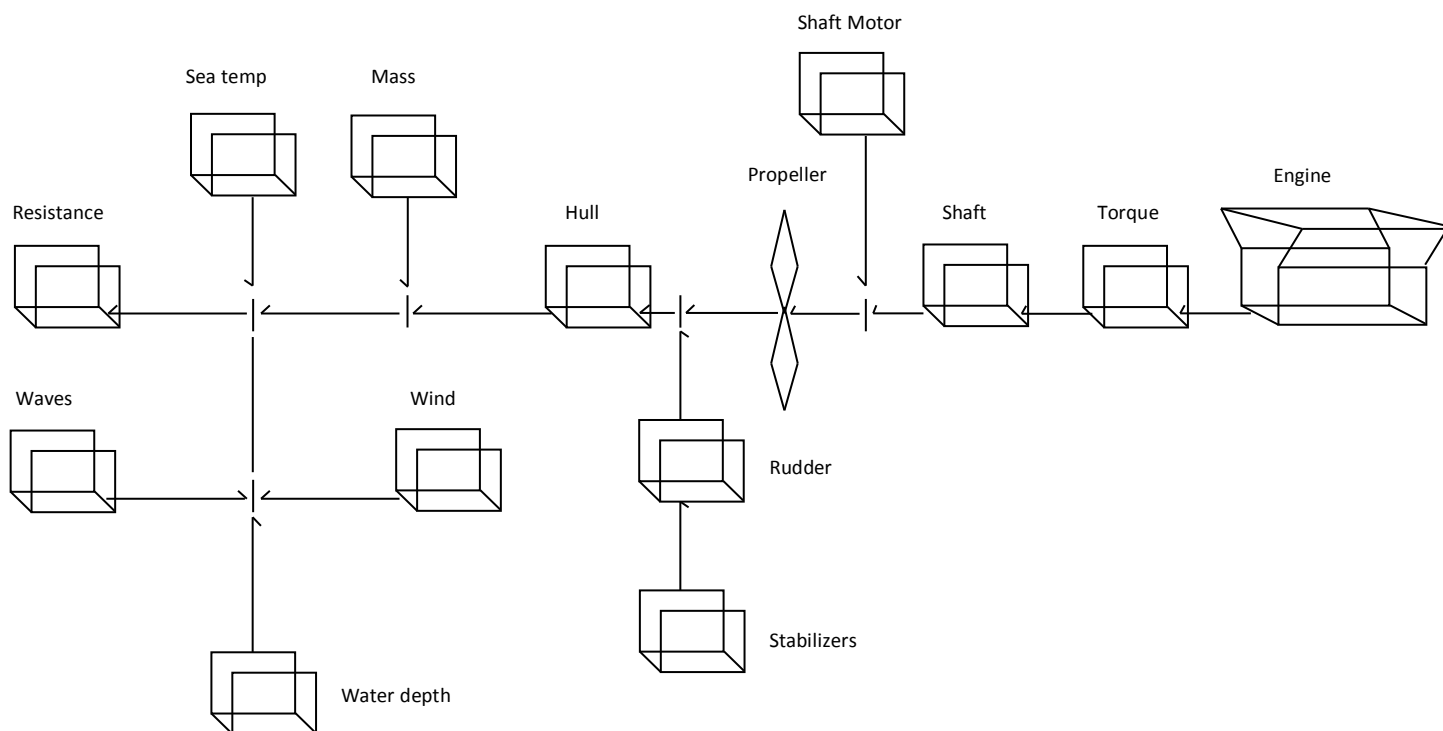 Shaft Motor
Sea temp
Mass
Propeller
Engine
Resistance
Hull
Shaft
Torque
Waves
Wind
Rudder
Stabilizers
Water depth